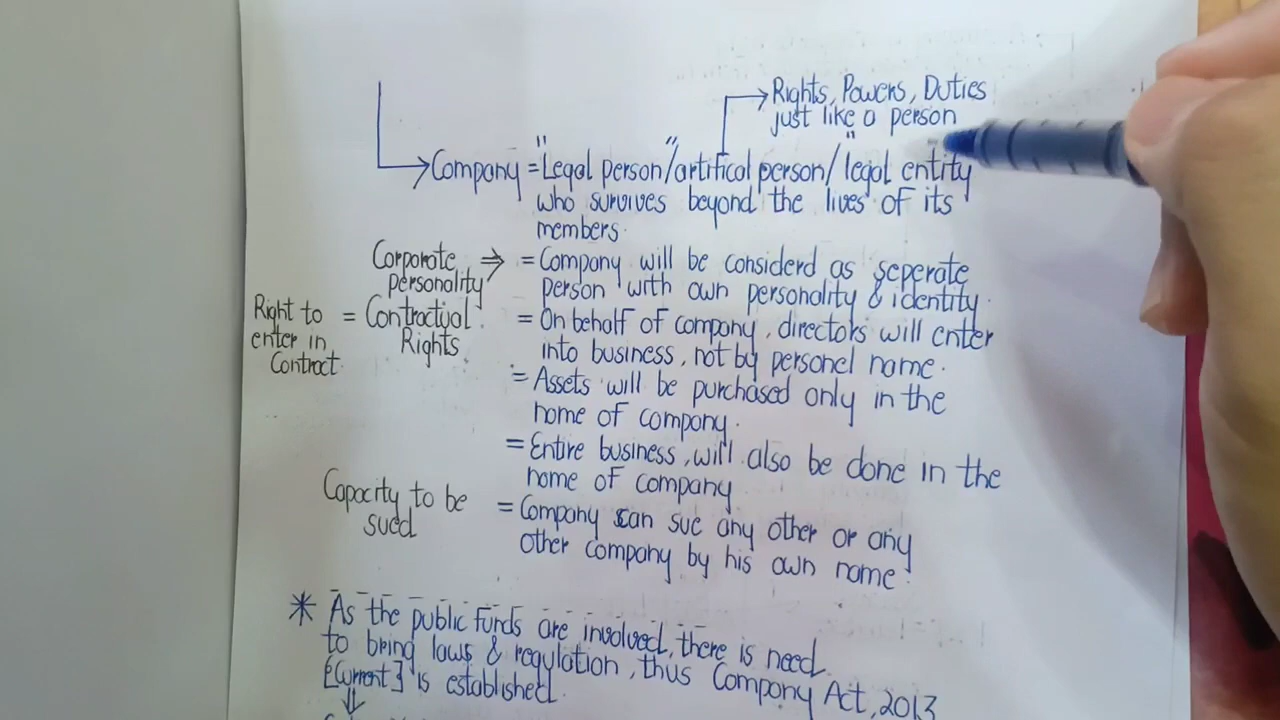 Rights, Powers, Duties
just like a person
Company = "Legal person"/artifical person/"legal entity
who survives beyond the lives of its
members.
Corporate personality ⇒ = Company will be considerd as seperate
person with own personality & identity.
Right to enter in Contract = Contractual Rights
= On behalf of company, directors will enter
into business, not by personel name.
= Assets will be purchased only in the
name of company.
= Entire business, will also be done in the
name of company
Capacity to be sued
= Company can sue any other or any
other company by his own name.
* As the public funds are involved, there is need
to bring laws & regulation, thus Company Act, 2013
[Current] is established.